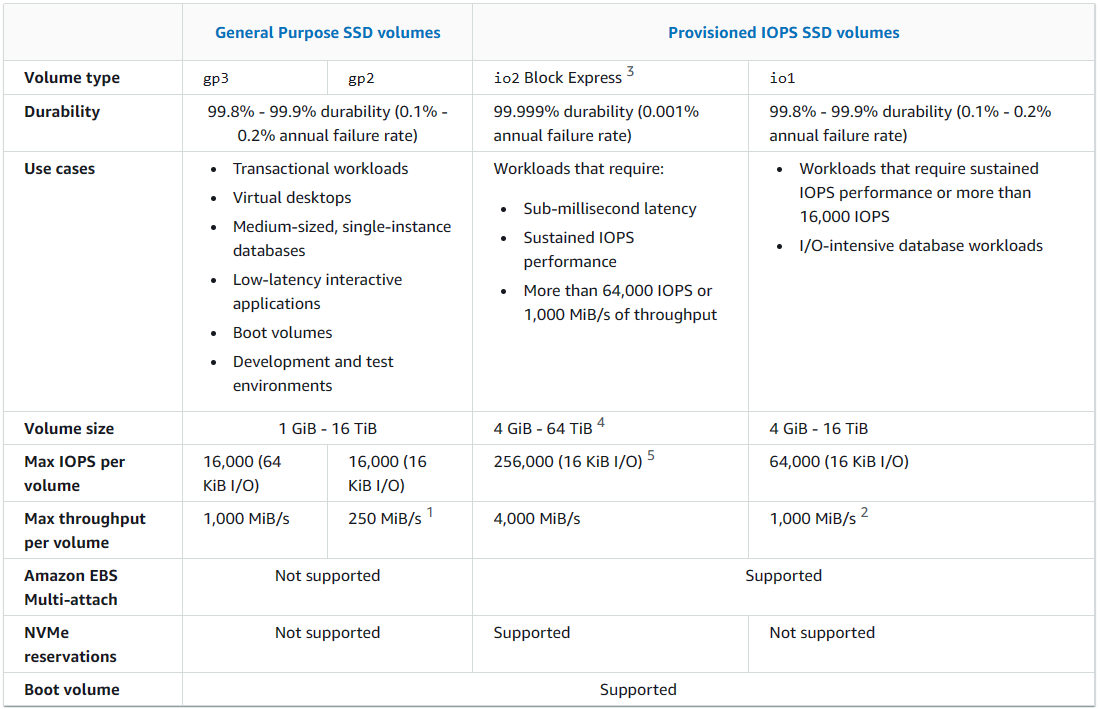 General Purpose SSD volumes
Provisioned IOPS SSD volumes
Volume type
gp3
gp2
io2 Block Express 3
io1
Durability
99.8% - 99.9% durability (0.1% -
0.2% annual failure rate)
99.999% durability (0.001%
annual failure rate)
99.8% - 99.9% durability (0.1% - 0.2%
annual failure rate)
Use cases
• Transactional workloads
• Virtual desktops
• Medium-sized, single-instance
databases
• Low-latency interactive
applications
• Boot volumes
• Development and test
environments
Workloads that require:
• Sub-millisecond latency
• Sustained IOPS
performance
• More than 64,000 IOPS or
1,000 MiB/s of throughput
• Workloads that require sustained
IOPS performance or more than
16,000 IOPS
• I/O-intensive database workloads
Volume size
1 GiB - 16 TiB
4 GiB - 64 TiB 4
4 GiB - 16 TiB
Max IOPS per
volume
16,000 (64
KiB I/O)
16,000 (16
KiB I/O)
256,000 (16 KiB I/O) 5
64,000 (16 KiB I/O)
Max throughput
per volume
1,000 MiB/s
250 MiB/s 1
4,000 MiB/s
1,000 MiB/s 2
Amazon EBS
Multi-attach
Not supported
Supported
NVMe
reservations
Not supported
Supported
Not supported
Boot volume
Supported